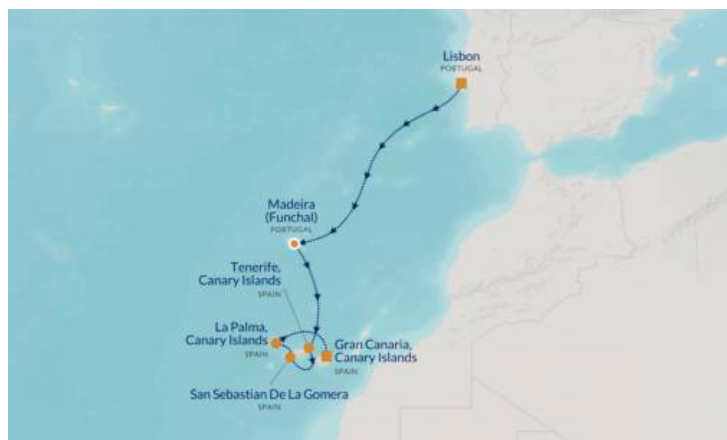 Lisbon
PORTUGAL
Madeira
(Funchal)
PORTUGAL
Tenerife,
Canary Islands
SPAIN
La Palma,
Canary Islands
SPAIN
Gran Canaria,
Canary Islands
SPAIN
San Sebastian De La Gomera
SPAIN